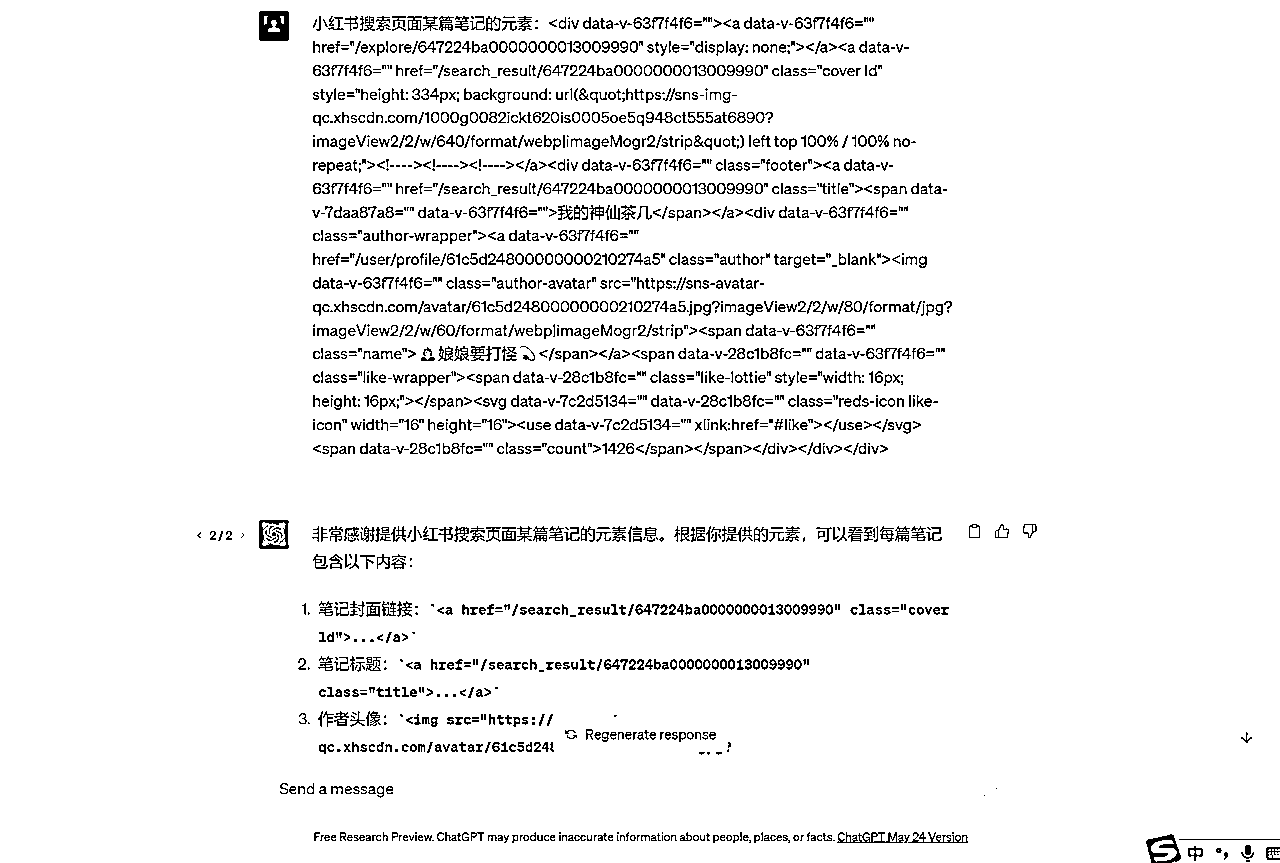 小红书搜索页面某篇笔记的元素：<div data-v-63f7f4f6=""><a data-v-63f7f4f6=""
href="/explore/647224ba0000000013009990" style="display: none;"></a><a data-v-
63f7f4f6="" href="/search_result/647224ba0000000013009990" class="cover ld"
style="height: 334px; background: url(&quot;https://sns-img-
qc.xhscdn.com/1000g0082ickt620is0005oe5q948ct555at6890?
imageView2/2/w/640/format/webp|imageMogr2/strip&quot;) left top 100% / 100% no-
repeat;"><!----><!----><!----></a><div data-v-63f7f4f6="" class="footer"><a data-v-
63f7f4f6="" href="/search_result/647224ba0000000013009990" class="title"><span data-
v-7daa87a8="" data-v-63f7f4f6="">我的神仙茶几</span></a><div data-v-63f7f4f6=""
class="author-wrapper"><a data-v-63f7f4f6=""
href="/user/profile/61c5d24800000000210274a5" class="author" target="_blank"><img
data-v-63f7f4f6="" class="author-avatar" src="https://sns-avatar-
qc.xhscdn.com/avatar/61c5d24800000000210274a5.jpg?imageView2/2/w/80/format/jpg?
imageView2/2/w/60/format/webp|imageMogr2/strip"><span data-v-63f7f4f6=""
class="name"> 娘娘要打怪 </span></a><span data-v-28c1b8fc="" data-v-63f7f4f6=""
class="like-wrapper"><span data-v-28c1b8fc="" class="like-lottie" style="width: 16px;
height: 16px;"></span><svg data-v-7c2d5134="" data-v-28c1b8fc="" class="reds-icon like-
icon" width="16" height="16"><use data-v-7c2d5134="" xlink:href="#like"></use></svg>
<span data-v-28c1b8fc="" class="count">1426</span></span></div></div></div>
< 2/2 >
非常感谢提供小红书搜索页面某篇笔记的元素信息。根据你提供的元素，可以看到每篇笔记
包含以下内容：
1. 笔记封面链接：`<a href="/search_result/647224ba0000000013009990" class="cover
ld">...</a>`
2. 笔记标题：`<a href="/search_result/647224ba0000000013009990"
class="title">...</a>`
3. 作者头像：`<img src="https://
qc.xhscdn.com/avatar/61c5d24
Regenerate response
Send a message
Free Research Preview. ChatGPT may produce inaccurate information about people, places, or facts. ChatGPT May 24 Version
中